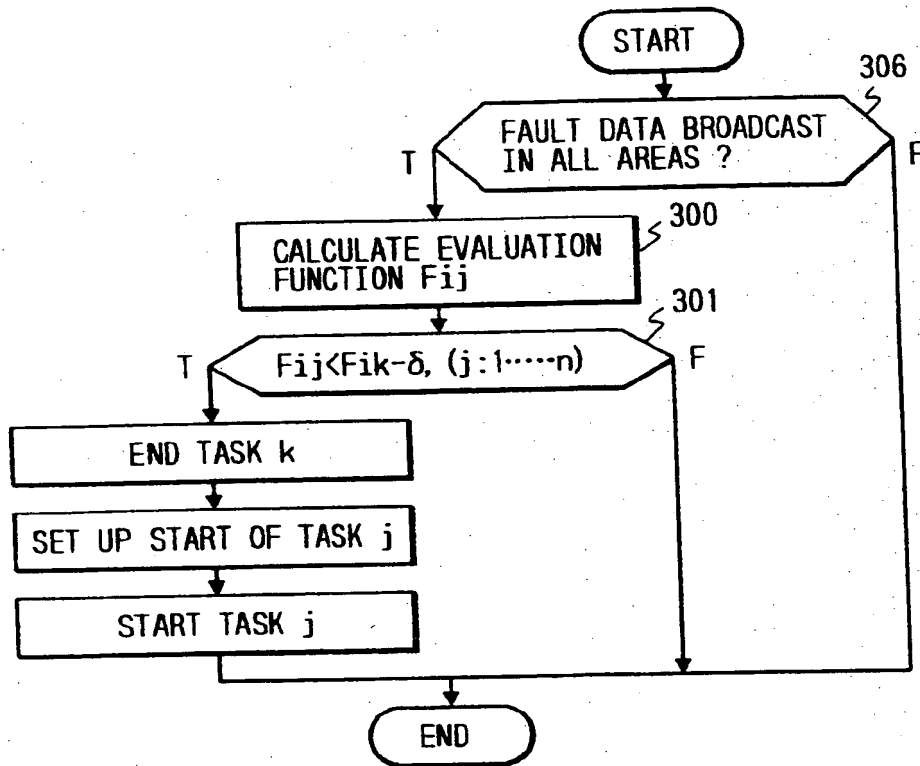 START
306
FAULT DATA BROADCAST
IN ALL AREAS ?
T
F
300
CALCULATE EVALUATION
FUNCTION Fij
301
T
Fij<Fik-δ, (j:1·····n)
F
END TASK k
SET UP START OF TASK j
START TASK j
END